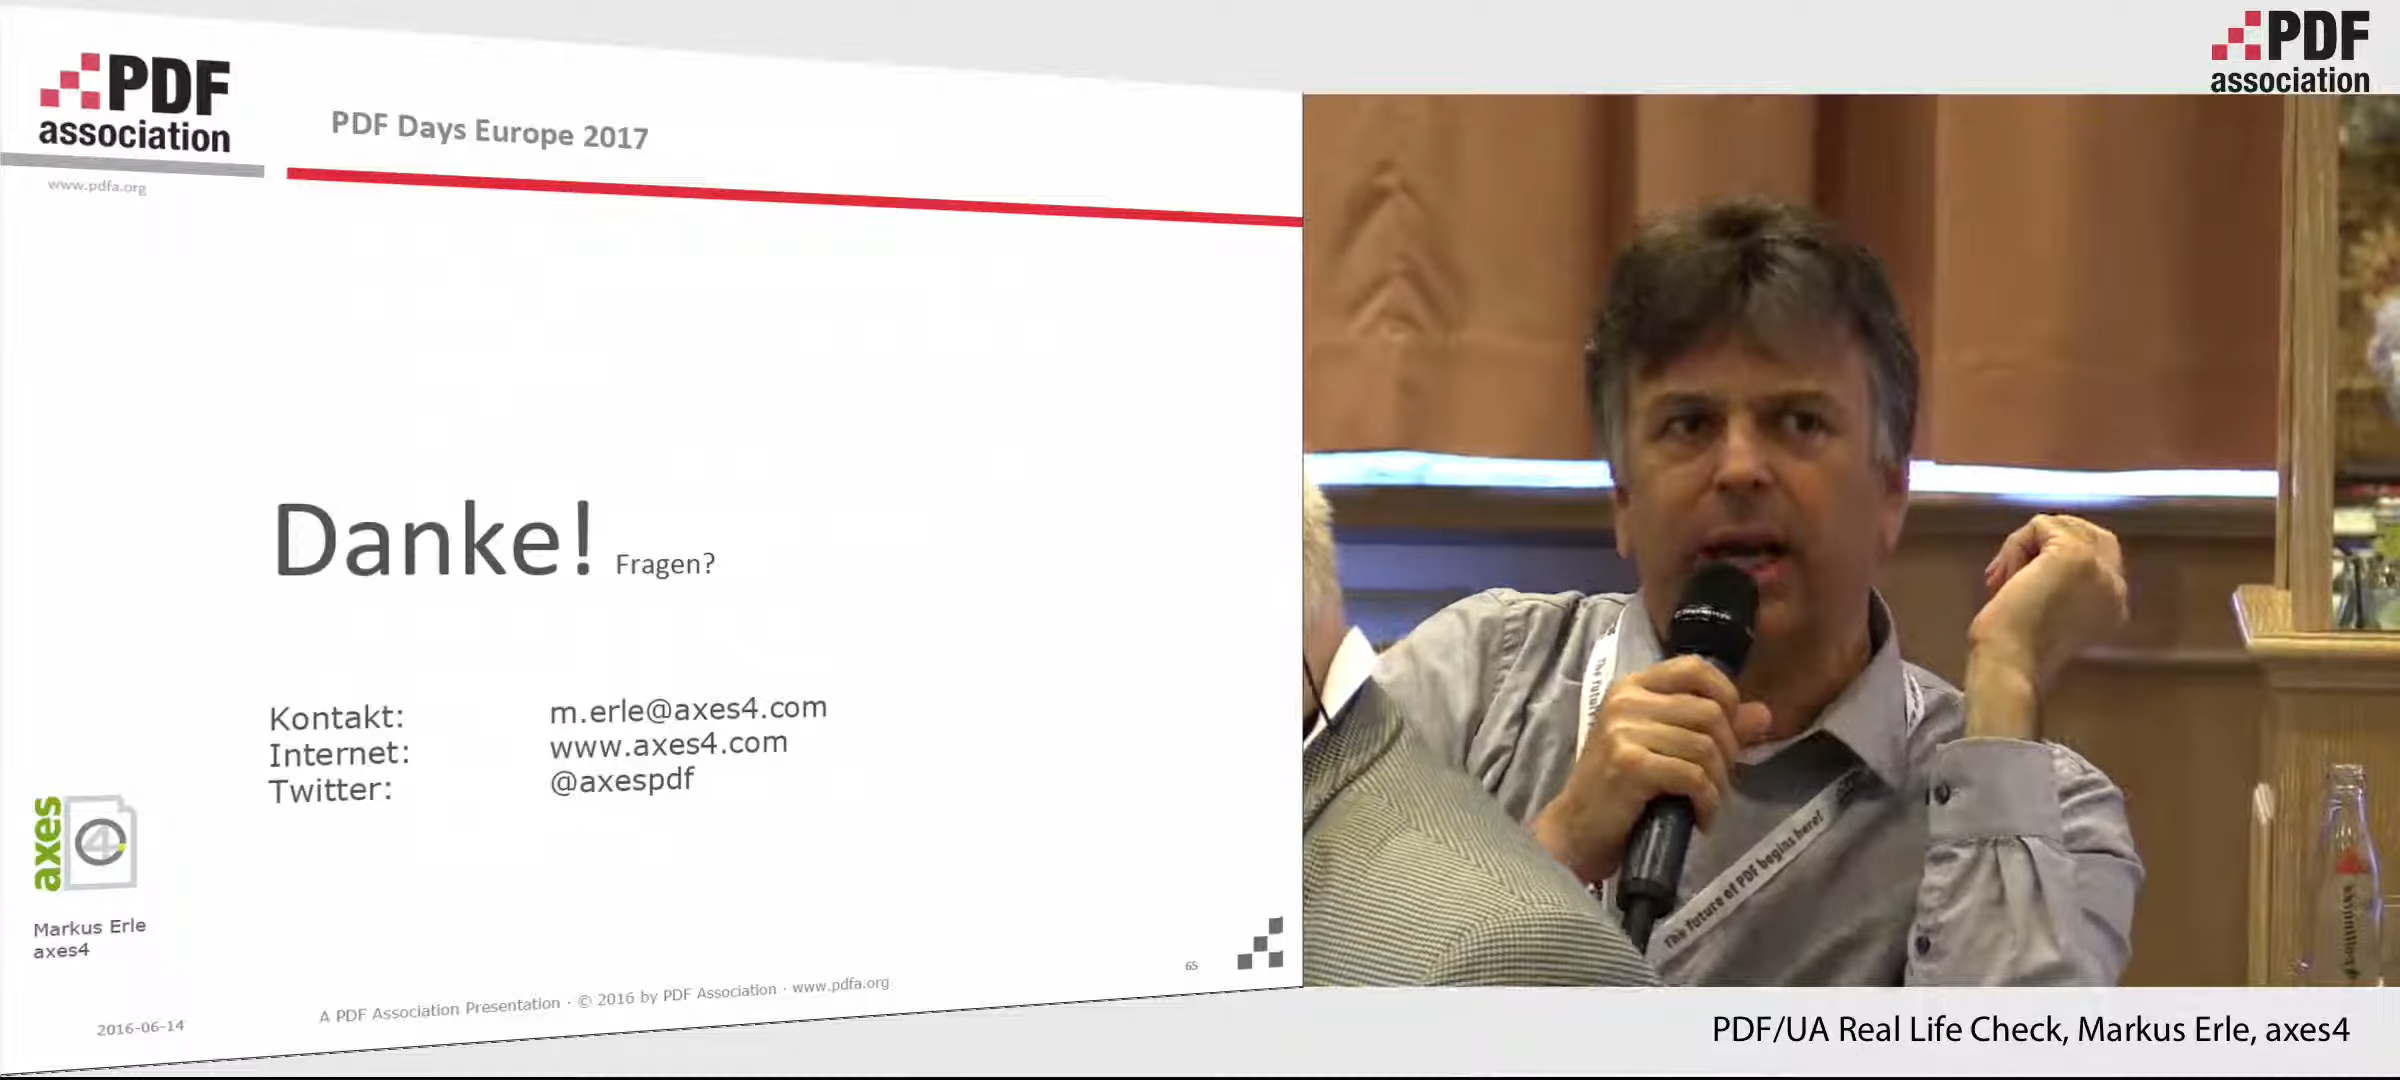 PDF
association
www.pdfa.org
PDF Days Europe 2017
Danke! Fragen?
Kontakt: m.erle@axes4.com
Internet: www.axes4.com
Twitter: @axespdf
axes
4
Markus Erle
axes4
2016-06-14
A PDF Association Presentation · © 2016 by PDF Association · www.pdfa.org
65
PDF
association
The future of PDF begins here!
PDF/UA Real Life Check, Markus Erle, axes4